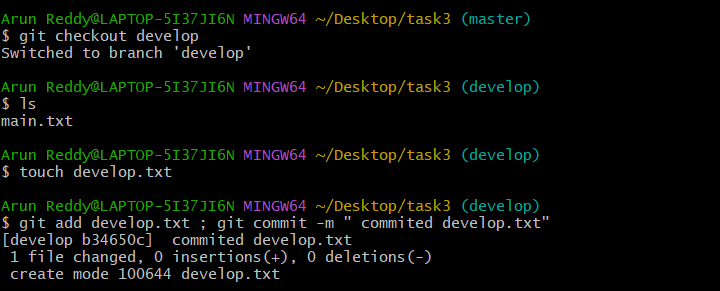 Arun Reddy@LAPTOP-5I37JI6N MINGW64 ~/Desktop/task3 (master)
$ git checkout develop
Switched to branch 'develop'
Arun Reddy@LAPTOP-5I37JI6N MINGW64 ~/Desktop/task3 (develop)
$ ls
main.txt
Arun Reddy@LAPTOP-5I37JI6N MINGW64 ~/Desktop/task3 (develop)
$ touch develop.txt
Arun Reddy@LAPTOP-5I37JI6N MINGW64 ~/Desktop/task3 (develop)
$ git add develop.txt ; git commit -m " commited develop.txt"
[develop b34650c]  commited develop.txt
 1 file changed, 0 insertions(+), 0 deletions(-)
 create mode 100644 develop.txt